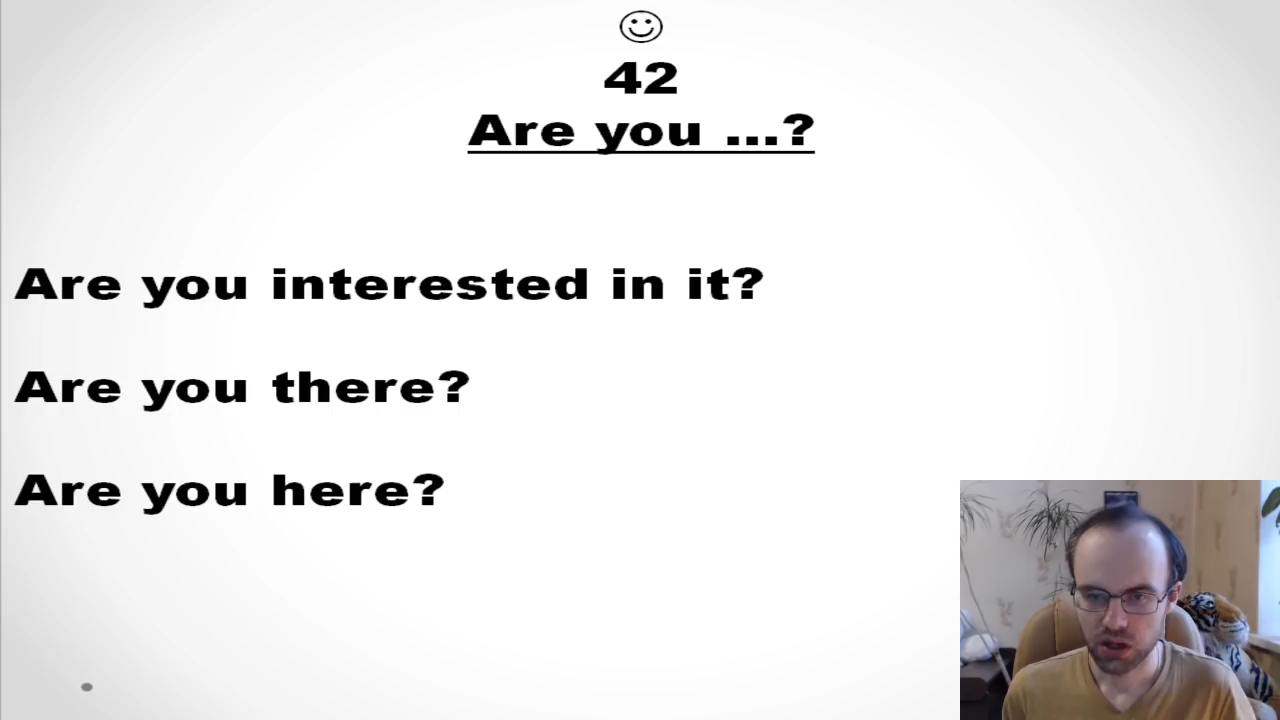 42
Are you ...?
Are you interested in it?
Are you there?
Are you here?